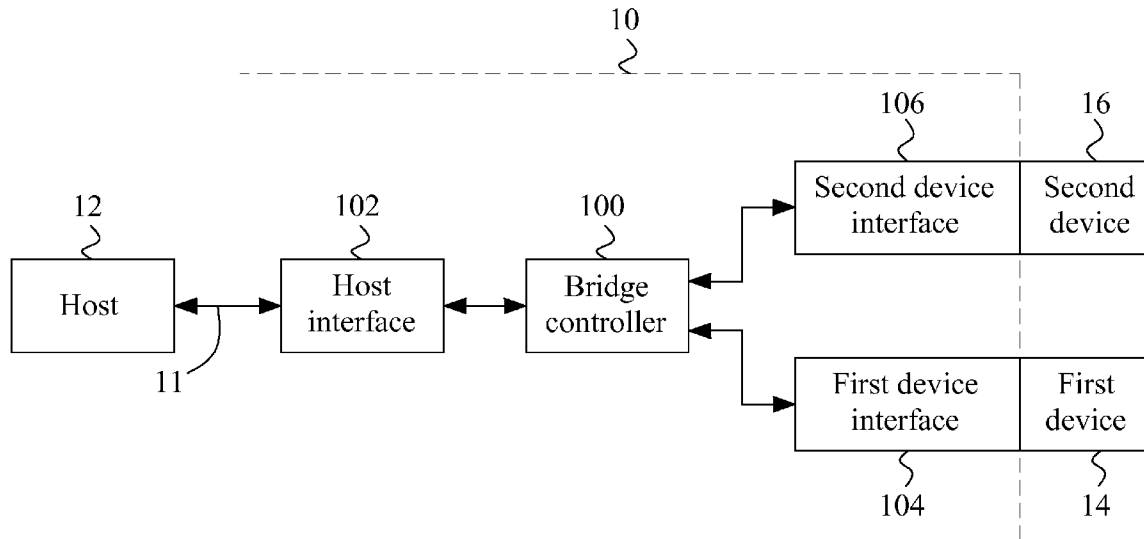 10
106
16
Second device
interface
Second
device
12
102
100
Host
Host
interface
Bridge
controller
11
First device
interface
First
device
104
14